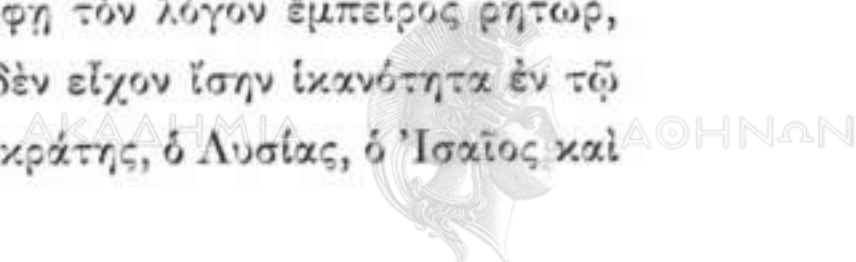 φῃ τὸν λόγον ἔμπειρος ῥήτωρ,
δὲν εἶχον ἴσην ἱκανότητα ἐν τῷ
ΑΚΑΔΗΜΙΑ ΑΘΗΝΩΝ
κράτης, ὁ Λυσίας, ὁ Ἰσαῖος καὶ